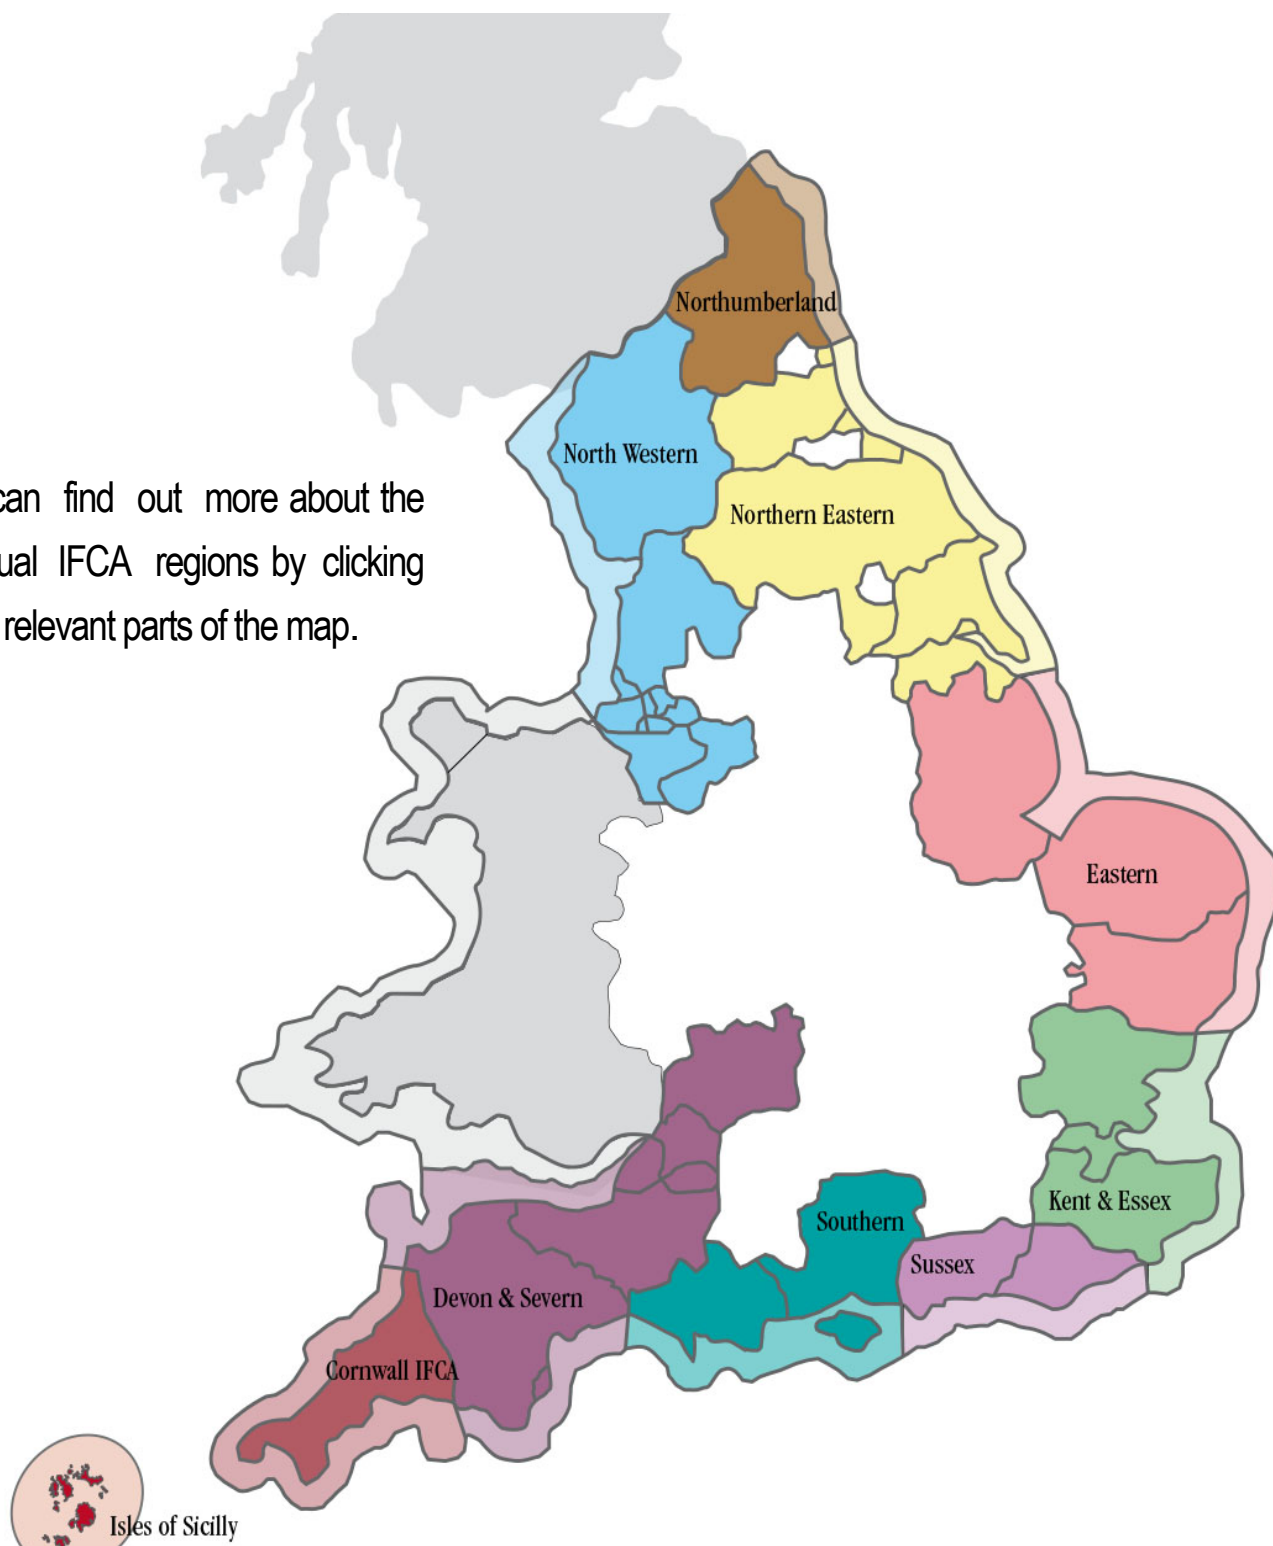 Northumberland
North Western
can find out more about the
Northern Eastern
ual IFCA regions by clicking
relevant parts of the map.
Eastern
Kent & Essex
Southern
Sussex
Devon & Severn
Cornwall IFCA
Isles of Sicilly